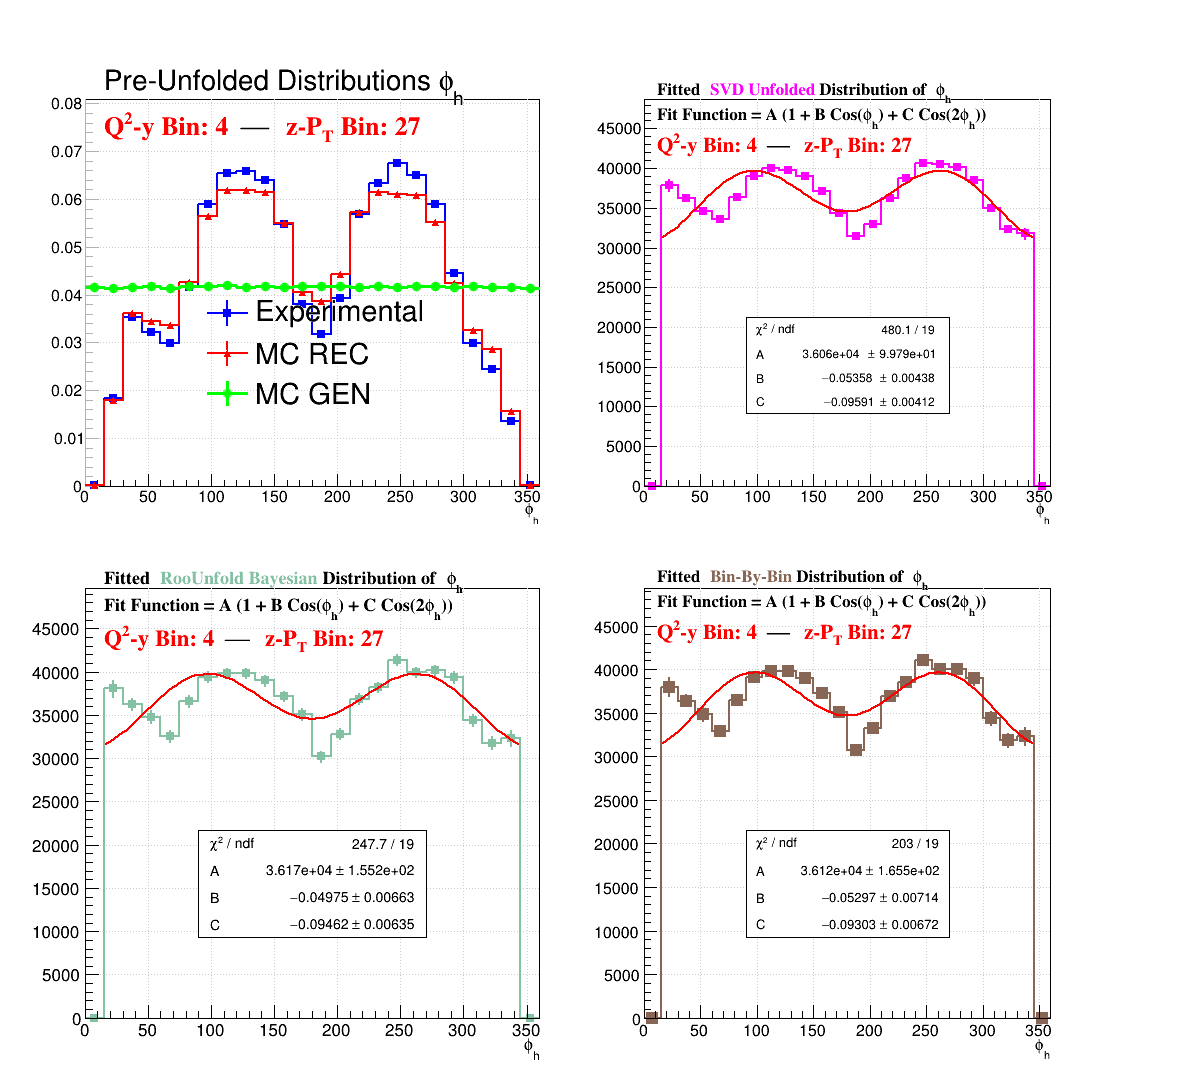 Pre-Unfolded Distributions ϕh
Q²-y Bin: 4 — z-PT Bin: 27
0.08
0.07
0.06
0.05
0.04
0.03
0.02
0.01
0
Experimental
MC REC
MC GEN
0 50 100 150 200 250 300 350
ϕh
Fitted SVD Unfolded Distribution of ϕh
Fit Function = A (1 + B Cos(ϕh) + C Cos(2ϕh))
Q²-y Bin: 4 — z-PT Bin: 27
45000
40000
35000
30000
25000
20000
15000
10000
5000
0
χ² / ndf 480.1 / 19
A 3.606e+04 ± 9.979e+01
B −0.05358 ± 0.00438
C −0.09591 ± 0.00412
0 50 100 150 200 250 300 350
ϕh
Fitted RooUnfold Bayesian Distribution of ϕh
Fit Function = A (1 + B Cos(ϕh) + C Cos(2ϕh))
Q²-y Bin: 4 — z-PT Bin: 27
45000
40000
35000
30000
25000
20000
15000
10000
5000
0
χ² / ndf 247.7 / 19
A 3.617e+04 ± 1.552e+02
B −0.04975 ± 0.00663
C −0.09462 ± 0.00635
0 50 100 150 200 250 300 350
ϕh
Fitted Bin-By-Bin Distribution of ϕh
Fit Function = A (1 + B Cos(ϕh) + C Cos(2ϕh))
Q²-y Bin: 4 — z-PT Bin: 27
45000
40000
35000
30000
25000
20000
15000
10000
5000
0
χ² / ndf 203 / 19
A 3.612e+04 ± 1.655e+02
B −0.05297 ± 0.00714
C −0.09303 ± 0.00672
0 50 100 150 200 250 300 350
ϕh